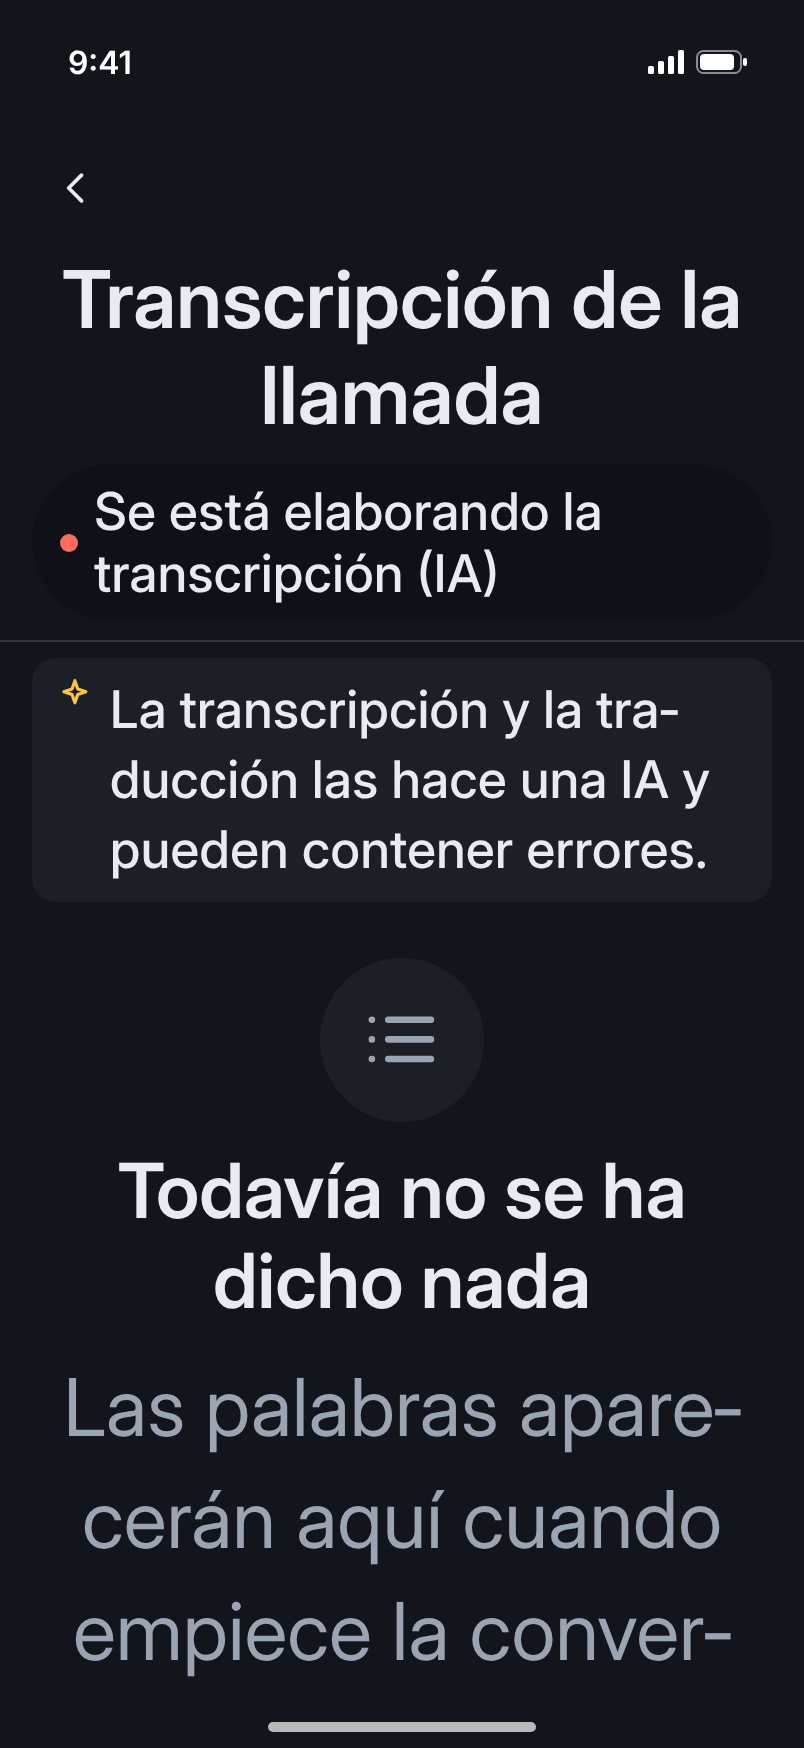 9:41
Transcripción de la
llamada
Se está elaborando la
transcripción (IA)
La transcripción y la tra-
ducción las hace una IA y
pueden contener errores.
Todavía no se ha
dicho nada
Las palabras apare-
cerán aquí cuando
empiece la conver-